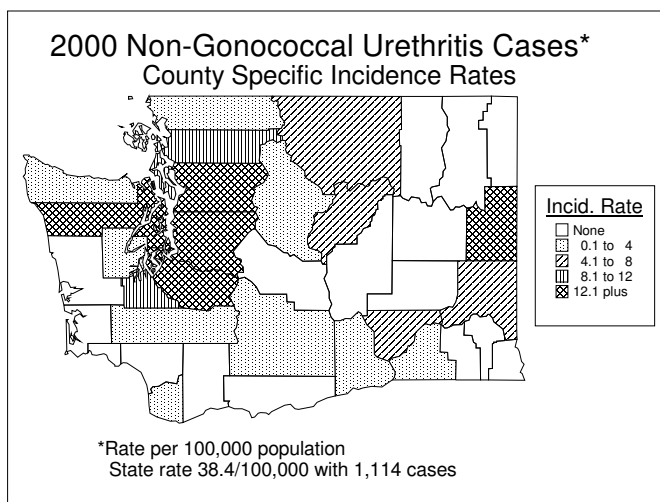 2000 Non-Gonococcal Urethritis Cases*
County Specific Incidence Rates
Incid. Rate
None
0.1 to 4
4.1 to 8
8.1 to 12
12.1 plus
*Rate per 100,000 population
State rate 38.4/100,000 with 1,114 cases